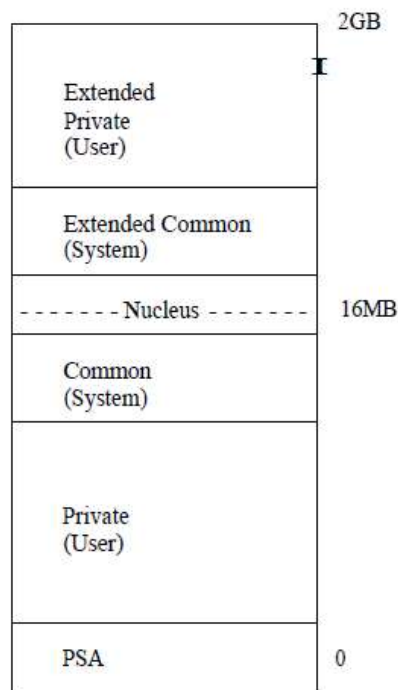 2GB
Extended
Private
(User)
Extended Common
(System)
- - - - - - - Nucleus - - - - - - - 16MB
Common
(System)
Private
(User)
PSA 0